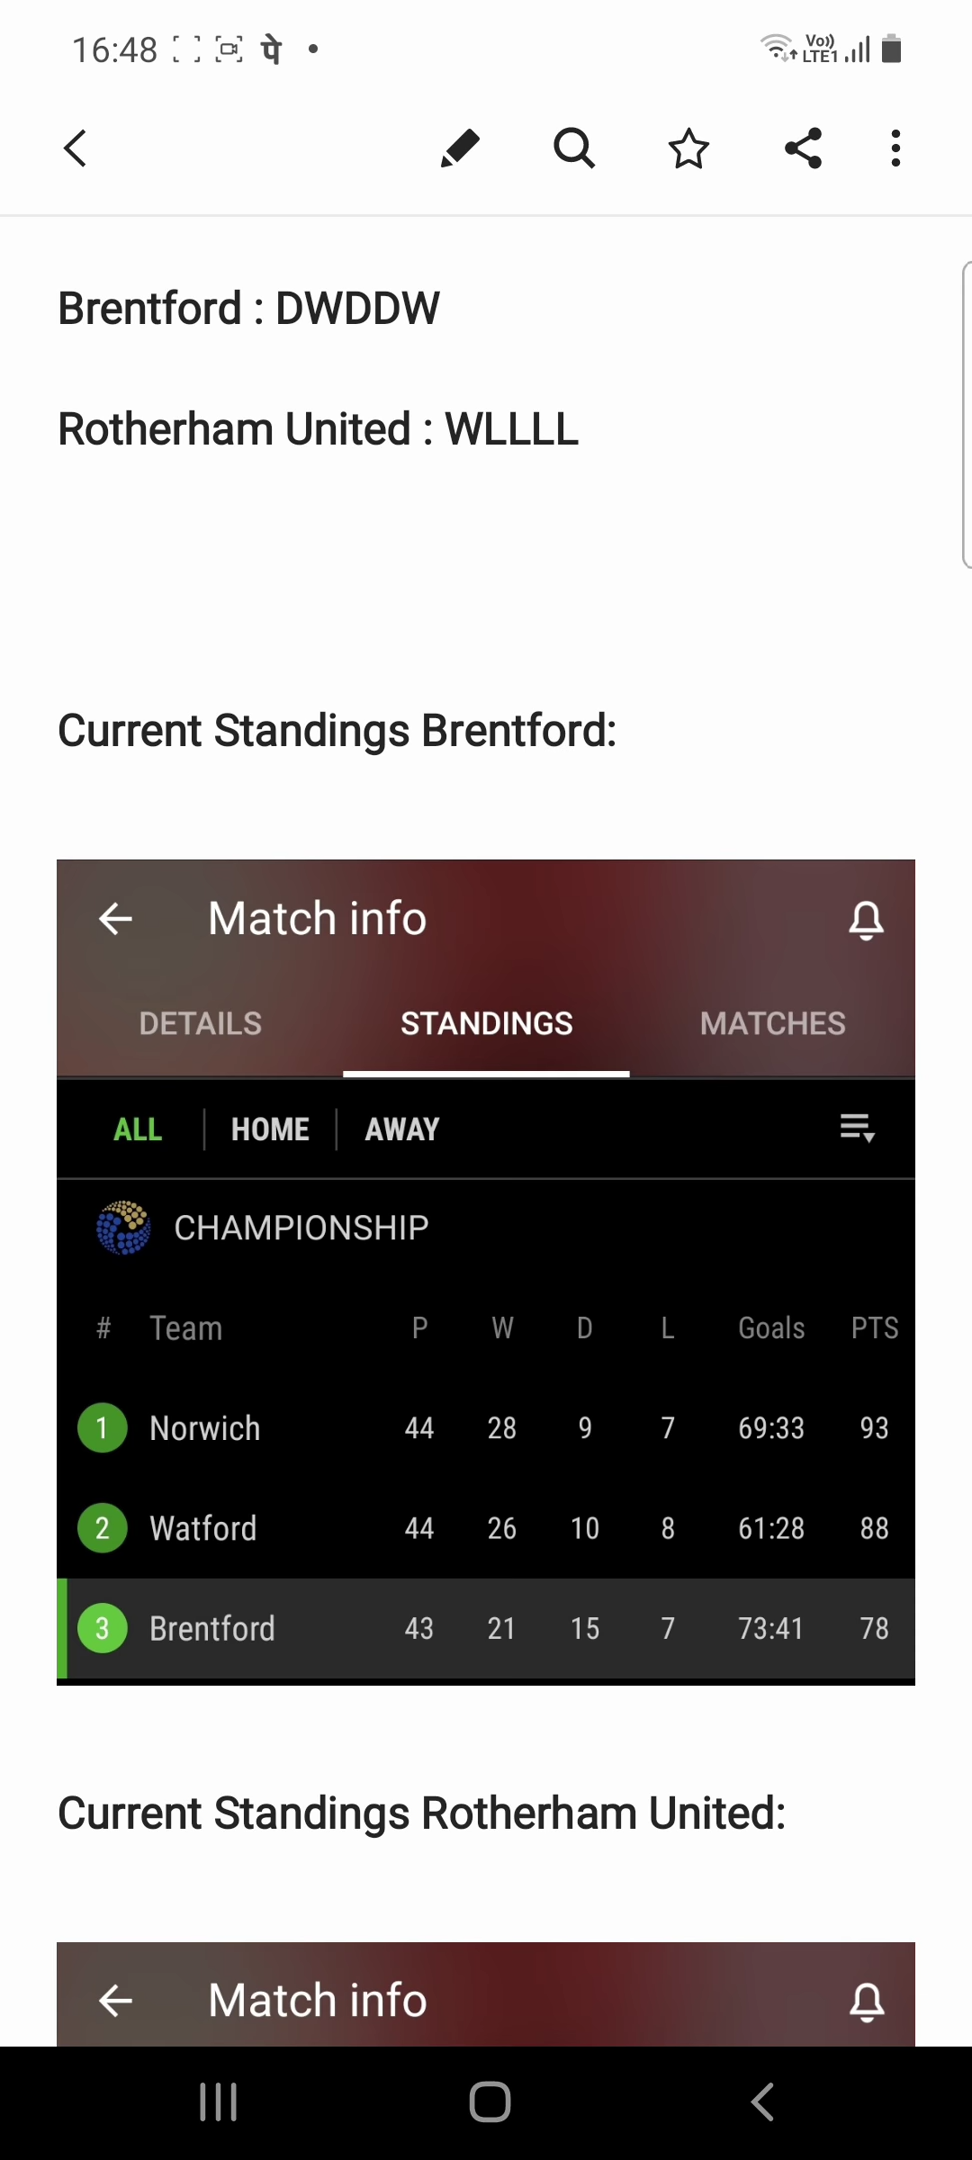 16:48 पे
Vo)) LTE1
Brentford : DWDDW
Rotherham United : WLLLL
Current Standings Brentford:
Match info
DETAILS STANDINGS MATCHES
ALL HOME AWAY
CHAMPIONSHIP
# Team P W D L Goals PTS
1 Norwich 44 28 9 7 69:33 93
2 Watford 44 26 10 8 61:28 88
3 Brentford 43 21 15 7 73:41 78
Current Standings Rotherham United:
Match info